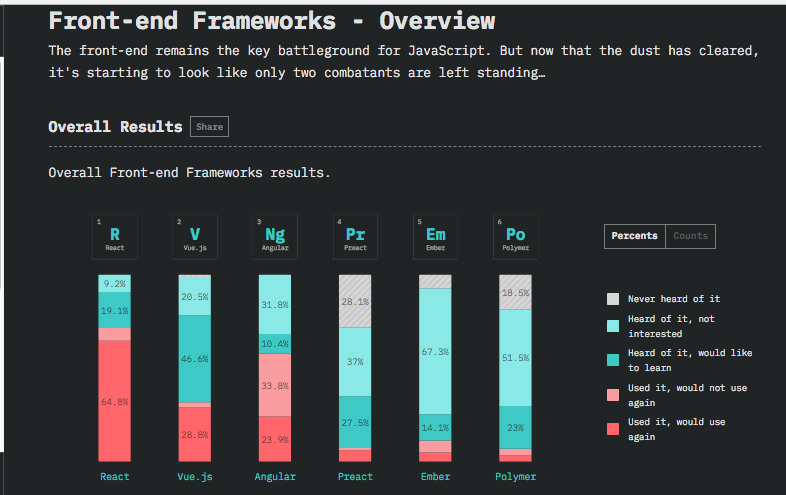 Front-end Frameworks - Overview
The front-end remains the key battleground for JavaScript. But now that the dust has cleared,
it's starting to look like only two combatants are left standing…
Overall Results Share
Overall Front-end Frameworks results.
1 2 3 4 5 6
R V Ng Pr Em Po
React Vue.js Angular Preact Ember Polymer
Percents Counts
9.2% 20.5% 31.8% 28.1% 67.3% 18.5%
19.1% 46.6% 10.4% 37% 14.1% 51.5%
64.8% 28.8% 33.8% 27.5% 23%
23.9%
Never heard of it
Heard of it, not
interested
Heard of it, would like
to learn
Used it, would not use
again
Used it, would use
again
React Vue.js Angular Preact Ember Polymer